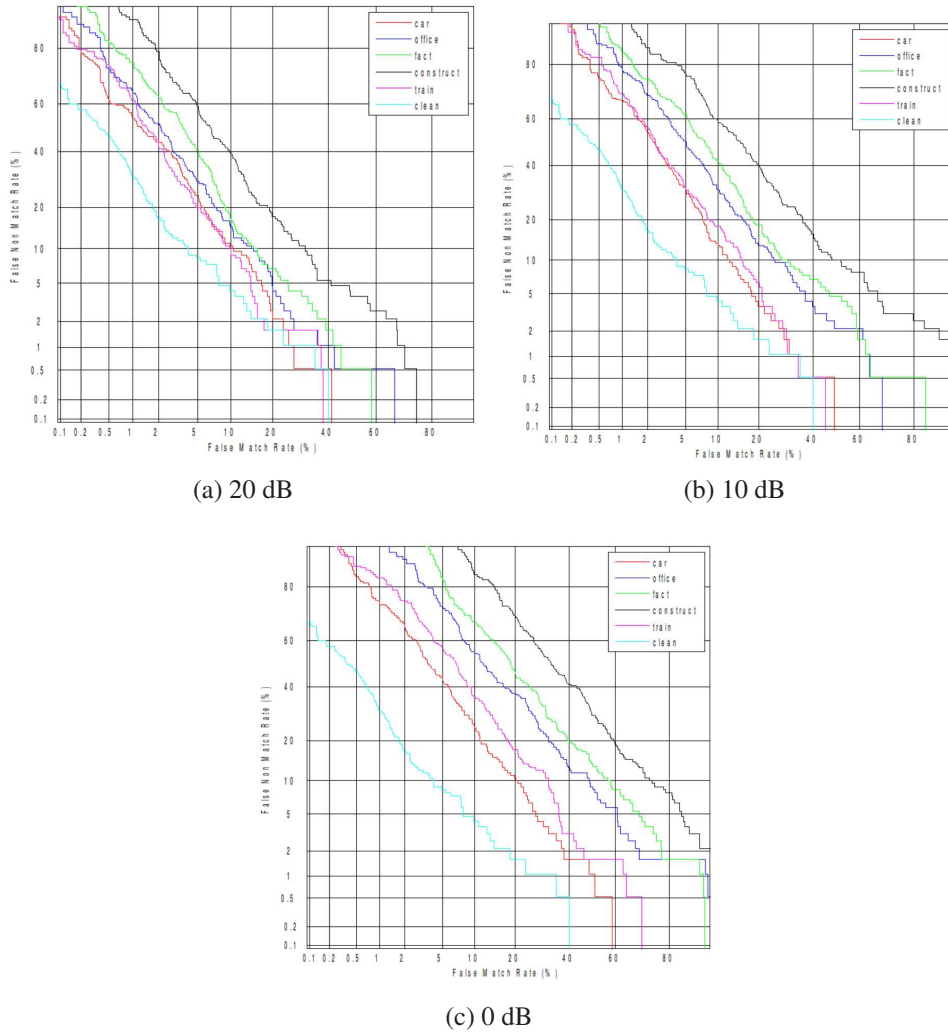 car
office
fact
construct
train
clean
80
60
40
20
10
5
2
1
0.5
0.2
0.1
0.1 0.2 0.5 1 2 5 10 20 40 60 80
False Non Match Rate (%)
False Match Rate (%)
(a) 20 dB
car
office
fact
construct
train
clean
80
60
40
20
10
5
2
1
0.5
0.2
0.1
0.1 0.2 0.5 1 2 5 10 20 40 60 80
False Non Match Rate (%)
False Match Rate (%)
(b) 10 dB
car
office
fact
construct
train
clean
80
60
40
20
10
5
2
1
0.5
0.2
0.1
0.1 0.2 0.5 1 2 5 10 20 40 60 80
False Non Match Rate (%)
False Match Rate (%)
(c) 0 dB